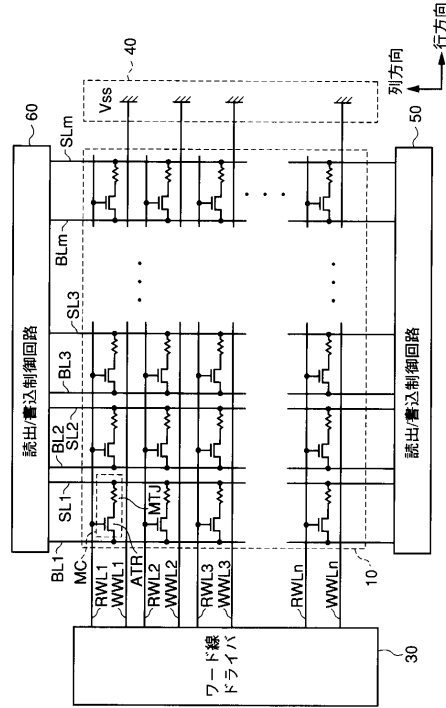 60
読出/書込制御回路
40
Vss
BL1
SL1
BL2
SL2
BL3
SL3
BLm
SLm
MC
RWL1
WWL1
ATR
MTJ
RWL2
WWL2
RWL3
WWL3
RWLn
WWLn
10
ワード線
ドライバ
30
読出/書込制御回路
50
列方向
行方向